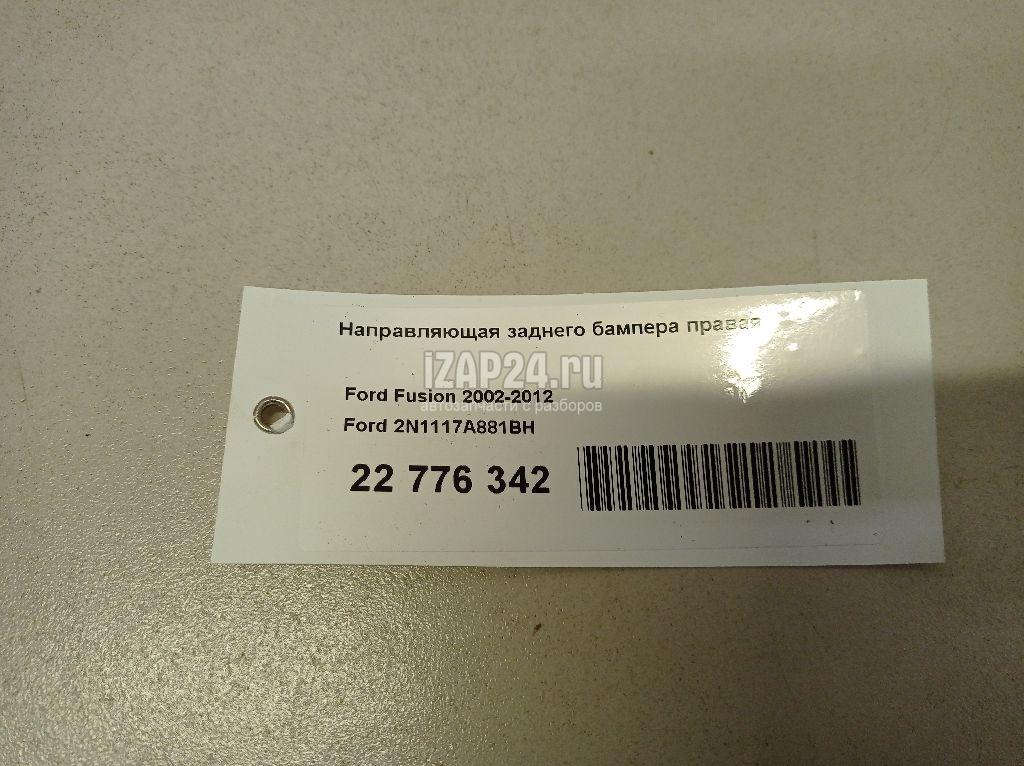 Направляющая заднего бампера правая
iZAP24.ru
Ford Fusion 2002-2012
автозапчасти с разборов
Ford 2N1117A881BH
22 776 342